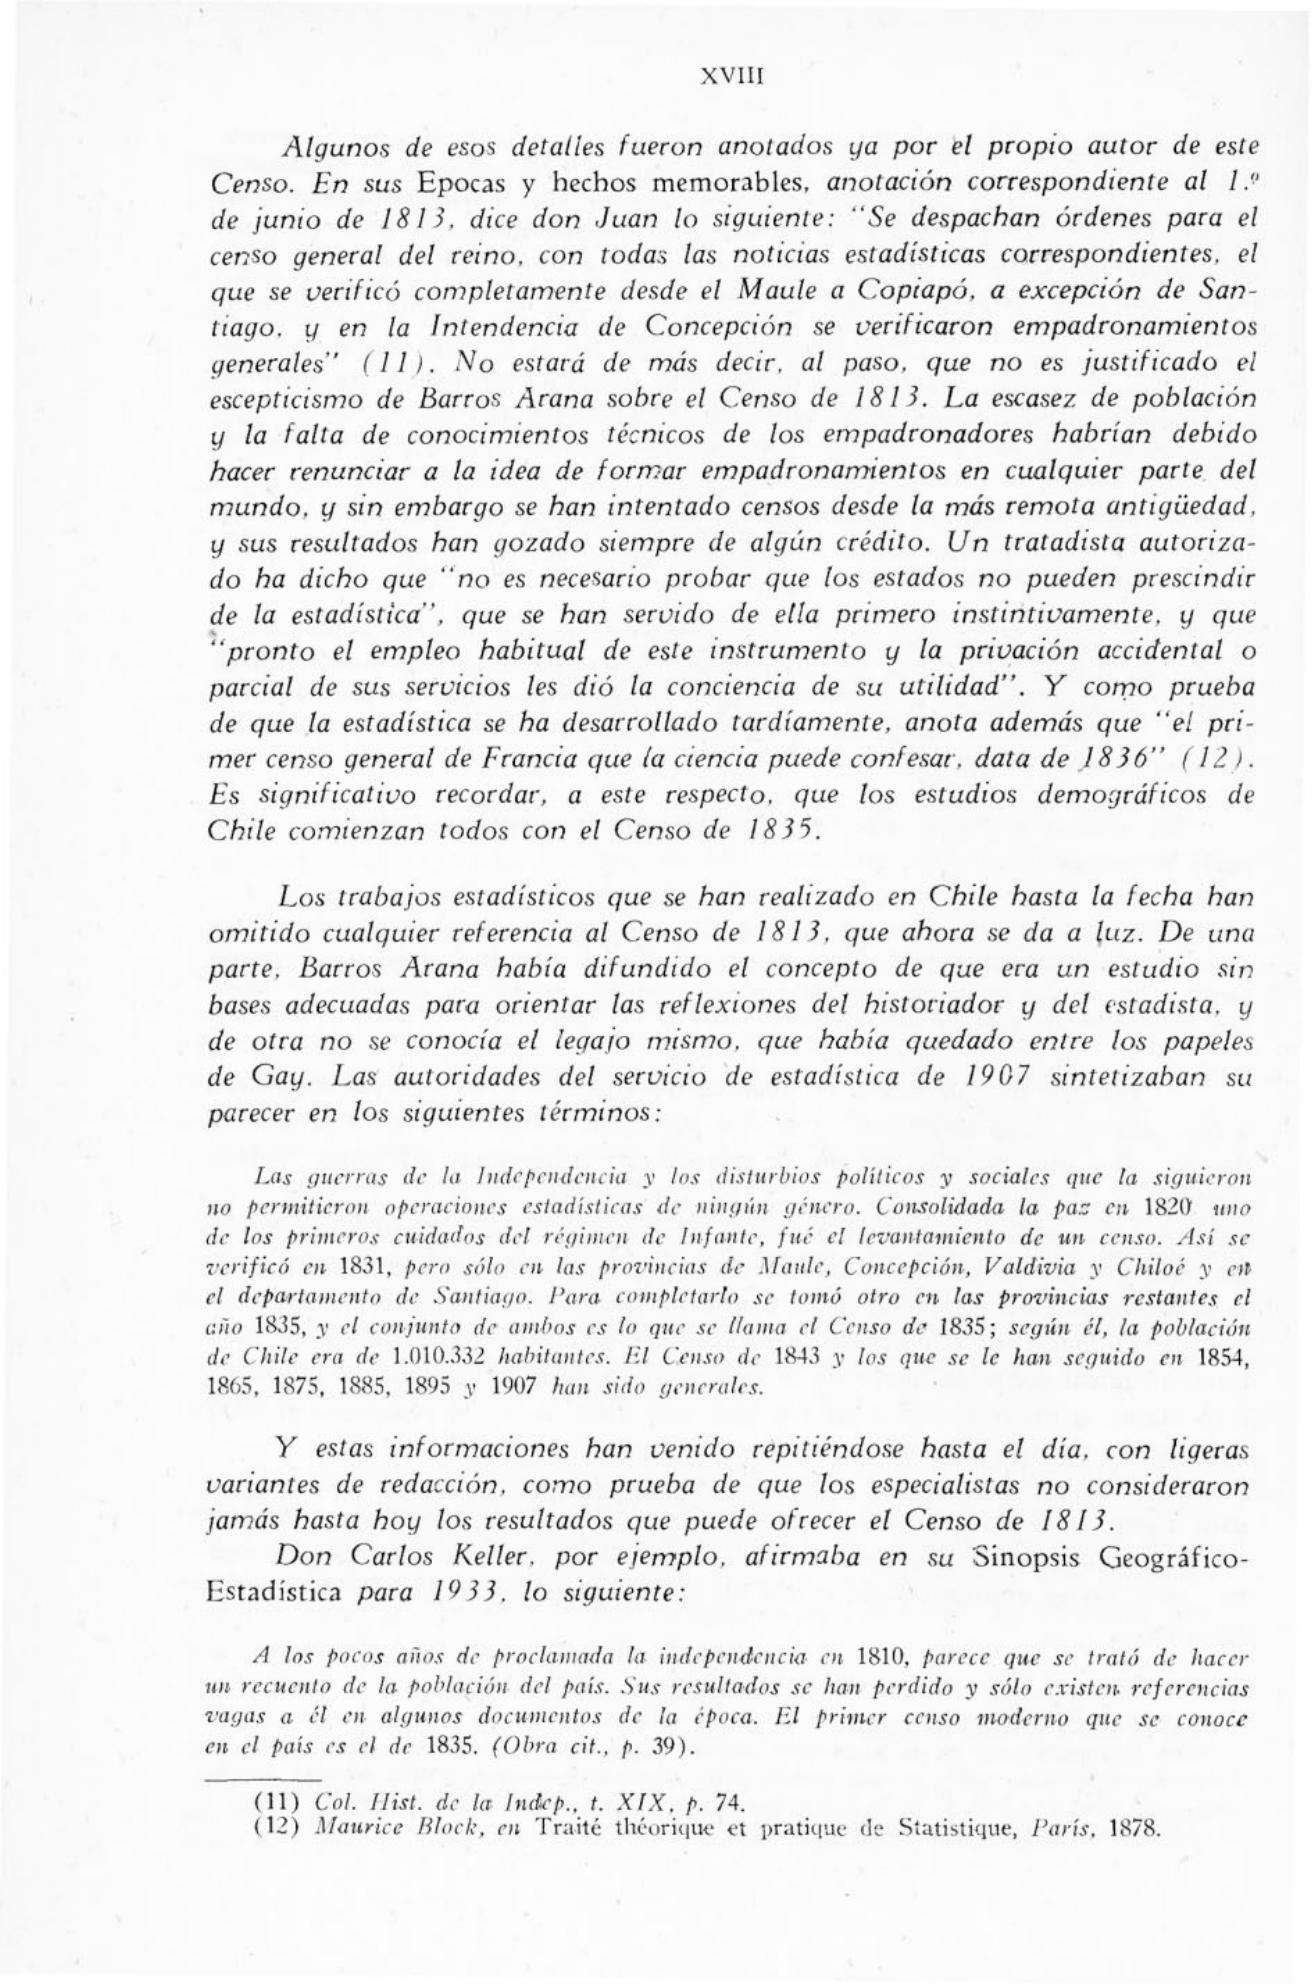 XVIII
Algunos de esos detalles fueron anotados ya por el propio autor de este
Censo. En sus Epocas y hechos memorables, anotación correspondiente al 1.º
de junio de 1813, dice don Juan lo siguiente: "Se despachan órdenes para el
censo general del reino, con todas las noticias estadísticas correspondientes, el
que se verificó completamente desde el Maule a Copiapó, a excepción de San-
tiago, y en la Intendencia de Concepción se verificaron empadronamientos
generales" (11). No estará de más decir, al paso, que no es justificado el
escepticismo de Barros Arana sobre el Censo de 1813. La escasez de población
y la falta de conocimientos técnicos de los empadronadores habrían debido
hacer renunciar a la idea de formar empadronamientos en cualquier parte del
mundo, y sin embargo se han intentado censos desde la más remota antigüedad,
y sus resultados han gozado siempre de algún crédito. Un tratadista autoriza-
do ha dicho que "no es necesario probar que los estados no pueden prescindir
de la estadística", que se han servido de ella primero instintivamente, y que
"pronto el empleo habitual de este instrumento y la privación accidental o
parcial de sus servicios les dió la conciencia de su utilidad". Y como prueba
de que la estadística se ha desarrollado tardíamente, anota además que "el pri-
mer censo general de Francia que la ciencia puede confesar, data de 1836" (12).
Es significativo recordar, a este respecto, que los estudios demográficos de
Chile comienzan todos con el Censo de 1835.
Los trabajos estadísticos que se han realizado en Chile hasta la fecha han
omitido cualquier referencia al Censo de 1813, que ahora se da a luz. De una
parte, Barros Arana había difundido el concepto de que era un estudio sin
bases adecuadas para orientar las reflexiones del historiador y del estadista, y
de otra no se conocía el legajo mismo, que había quedado entre los papeles
de Gay. Las autoridades del servicio de estadística de 1907 sintetizaban su
parecer en los siguientes términos:
Las guerras de la Independencia y los disturbios políticos y sociales que la siguieron
no permitieron operaciones estadísticas de ningún género. Consolidada la paz en 1820 uno
de los primeros cuidados del régimen de Infante, fué el levantamiento de un censo. Así se
verificó en 1831, pero sólo en las provincias de Maule, Concepción, Valdivia y Chiloé y en
el departamento de Santiago. Para completarlo se tomó otro en las provincias restantes el
año 1835, y el conjunto de ambos es lo que se llama el Censo de 1835; según él, la población
de Chile era de 1.010.332 habitantes. El Censo de 1843 y los que se le han seguido en 1854,
1865, 1875, 1885, 1895 y 1907 han sido generales.
Y estas informaciones han venido repitiéndose hasta el día, con ligeras
variantes de redacción, como prueba de que los especialistas no consideraron
jamás hasta hoy los resultados que puede ofrecer el Censo de 1813.
Don Carlos Keller, por ejemplo, afirmaba en su Sinopsis Geográfico-
Estadística para 1933, lo siguiente:
A los pocos años de proclamada la independencia en 1810, parece que se trató de hacer
un recuento de la población del país. Sus resultados se han perdido y sólo existen referencias
vagas a él en algunos documentos de la época. El primer censo moderno que se conoce
en el país es el de 1835. (Obra cit., p. 39).
(11) Col. Hist. de la Indep., t. XIX, p. 74.
(12) Maurice Block, en Traité théorique et pratique de Statistique, París, 1878.